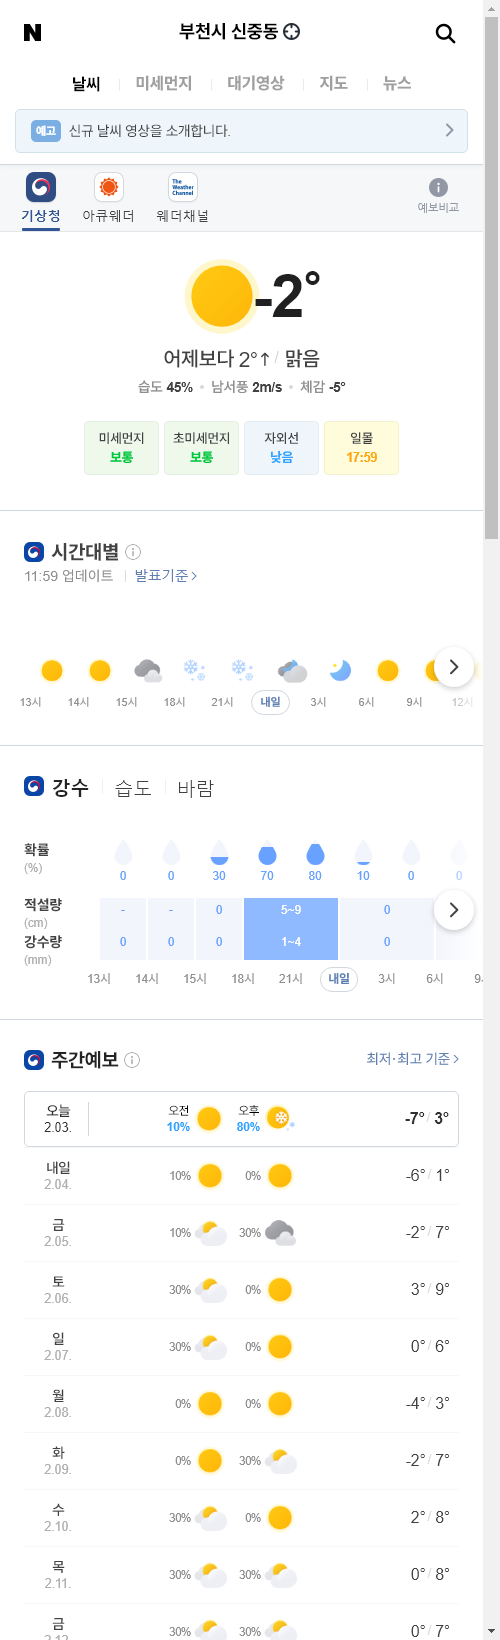 N 부천시 신중동
날씨 미세먼지 대기영상 지도 뉴스
예고 신규 날씨 영상을 소개합니다.
The Weather Channel
기상청 아큐웨더 웨더채널 예보비교
-2°
어제보다 2°↑ / 맑음
습도 45% • 남서풍 2m/s • 체감 -5°
미세먼지 초미세먼지 자외선 일몰
보통 보통 낮음 17:59
시간대별
11:59 업데이트 발표기준 >
13시 14시 15시 18시 21시 내일 3시 6시 9시 12시
강수 습도 바람
확률
(%)
0 0 30 70 80 10 0 0
적설량
(cm)
- - 0 5~9 0
강수량
(mm)
0 0 0 1~4 0
13시 14시 15시 18시 21시 내일 3시 6시 9
주간예보 최저·최고 기준 >
오늘 2.03. 오전 10% 오후 80% -7° / 3°
내일 2.04. 10% 0% -6° / 1°
금 2.05. 10% 30% -2° / 7°
토 2.06. 30% 0% 3° / 9°
일 2.07. 30% 0% 0° / 6°
월 2.08. 0% 0% -4° / 3°
화 2.09. 0% 30% -2° / 7°
수 2.10. 30% 0% 2° / 8°
목 2.11. 30% 30% 0° / 8°
금 2.12. 30% 30% 0° / 7°